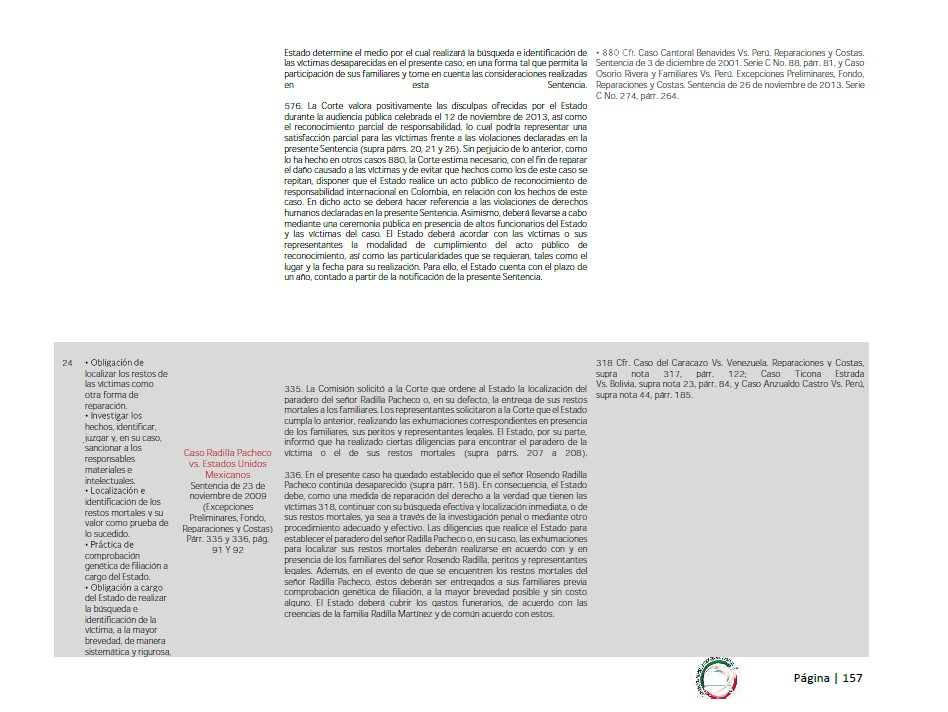 Estado determine el medio por el cual realizará la búsqueda e identificación de
las víctimas desaparecidas en el presente caso, en una forma tal que permita la
participación de sus familiares y tome en cuenta las consideraciones realizadas
en esta Sentencia.
576. La Corte valora positivamente las disculpas ofrecidas por el Estado
durante la audiencia pública celebrada el 12 de noviembre de 2013, así como
el reconocimiento parcial de responsabilidad, lo cual podría representar una
satisfacción parcial para las víctimas frente a las violaciones declaradas en la
presente Sentencia (supra párrs. 20, 21 y 26). Sin perjuicio de lo anterior, como
lo ha hecho en otros casos 880, la Corte estima necesario, con el fin de reparar
el daño causado a las víctimas y de evitar que hechos como los de este caso se
repitan, disponer que el Estado realice un acto público de reconocimiento de
responsabilidad internacional en Colombia, en relación con los hechos de este
caso. En dicho acto se deberá hacer referencia a las violaciones de derechos
humanos declaradas en la presente Sentencia. Asimismo, deberá llevarse a cabo
mediante una ceremonia pública en presencia de altos funcionarios del Estado
y las víctimas del caso. El Estado deberá acordar con las víctimas o sus
representantes la modalidad de cumplimiento del acto público de
reconocimiento, así como las particularidades que se requieran, tales como el
lugar y la fecha para su realización. Para ello, el Estado cuenta con el plazo de
un año, contado a partir de la notificación de la presente Sentencia.
• 880 Cfr. Caso Cantoral Benavides Vs. Perú. Reparaciones y Costas.
Sentencia de 3 de diciembre de 2001. Serie C No. 88, párr. 81, y Caso
Osorio Rivera y Familiares Vs. Perú. Excepciones Preliminares, Fondo,
Reparaciones y Costas. Sentencia de 26 de noviembre de 2013. Serie
C No. 274, párr. 264.
24
• Obligación de
localizar los restos de
las víctimas como
otra forma de
reparación.
• Investigar los
hechos, identificar,
juzgar y, en su caso,
sancionar a los
responsables
materiales e
intelectuales.
• Localización e
identificación de los
restos mortales y su
valor como prueba de
lo sucedido.
• Práctica de
comprobación
genética de filiación a
cargo del Estado.
• Obligación a cargo
del Estado de realizar
la búsqueda e
identificación de la
víctima, a la mayor
brevedad, de manera
sistemática y rigurosa,
Caso Radilla Pacheco
vs. Estados Unidos
Mexicanos
Sentencia de 23 de
noviembre de 2009
(Excepciones
Preliminares, Fondo,
Reparaciones y Costas)
Párr. 335 y 336, pág.
91 Y 92
335. La Comisión solicitó a la Corte que ordene al Estado la localización del
paradero del señor Radilla Pacheco o, en su defecto, la entrega de sus restos
mortales a los familiares. Los representantes solicitaron a la Corte que el Estado
cumpla lo anterior, realizando las exhumaciones correspondientes en presencia
de los familiares, sus peritos y representantes legales. El Estado, por su parte,
informó que ha realizado ciertas diligencias para encontrar el paradero de la
víctima o el de sus restos mortales (supra párrs. 207 a 208).
336. En el presente caso ha quedado establecido que el señor Rosendo Radilla
Pacheco continúa desaparecido (supra párr. 158). En consecuencia, el Estado
debe, como una medida de reparación del derecho a la verdad que tienen las
víctimas 318, continuar con su búsqueda efectiva y localización inmediata, o de
sus restos mortales, ya sea a través de la investigación penal o mediante otro
procedimiento adecuado y efectivo. Las diligencias que realice el Estado para
establecer el paradero del señor Radilla Pacheco o, en su caso, las exhumaciones
para localizar sus restos mortales deberán realizarse en acuerdo con y en
presencia de los familiares del señor Rosendo Radilla, peritos y representantes
legales. Además, en el evento de que se encuentren los restos mortales del
señor Radilla Pacheco, éstos deberán ser entregados a sus familiares previa
comprobación genética de filiación, a la mayor brevedad posible y sin costo
alguno. El Estado deberá cubrir los gastos funerarios, de acuerdo con las
creencias de la familia Radilla Martínez y de común acuerdo con estos.
318 Cfr. Caso del Caracazo Vs. Venezuela. Reparaciones y Costas,
supra nota 317, párr. 122; Caso Ticona Estrada
Vs. Bolivia, supra nota 23, párr. 84, y Caso Anzualdo Castro Vs. Perú,
supra nota 44, párr. 185.
Página | 157